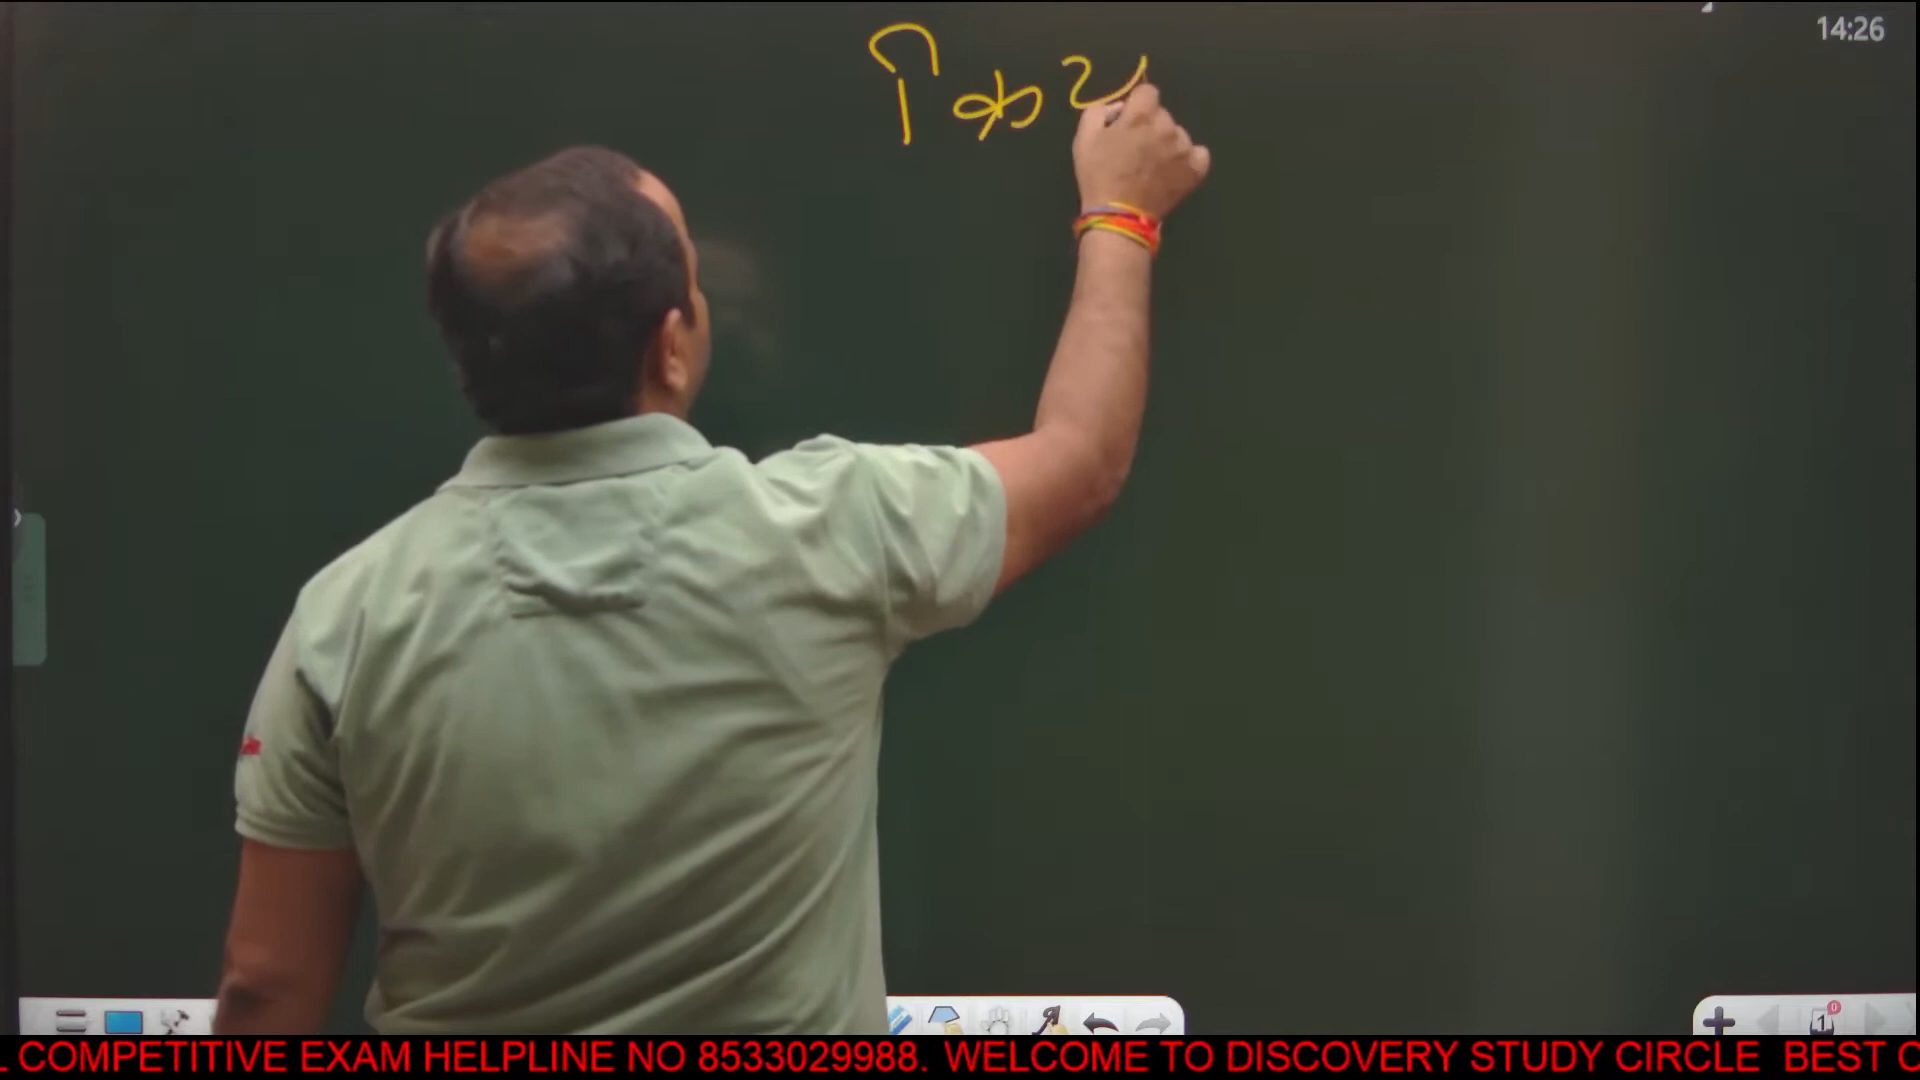 14:26
किय
L COMPETITIVE EXAM HELPLINE NO 8533029988. WELCOME TO DISCOVERY STUDY CIRCLE BEST C